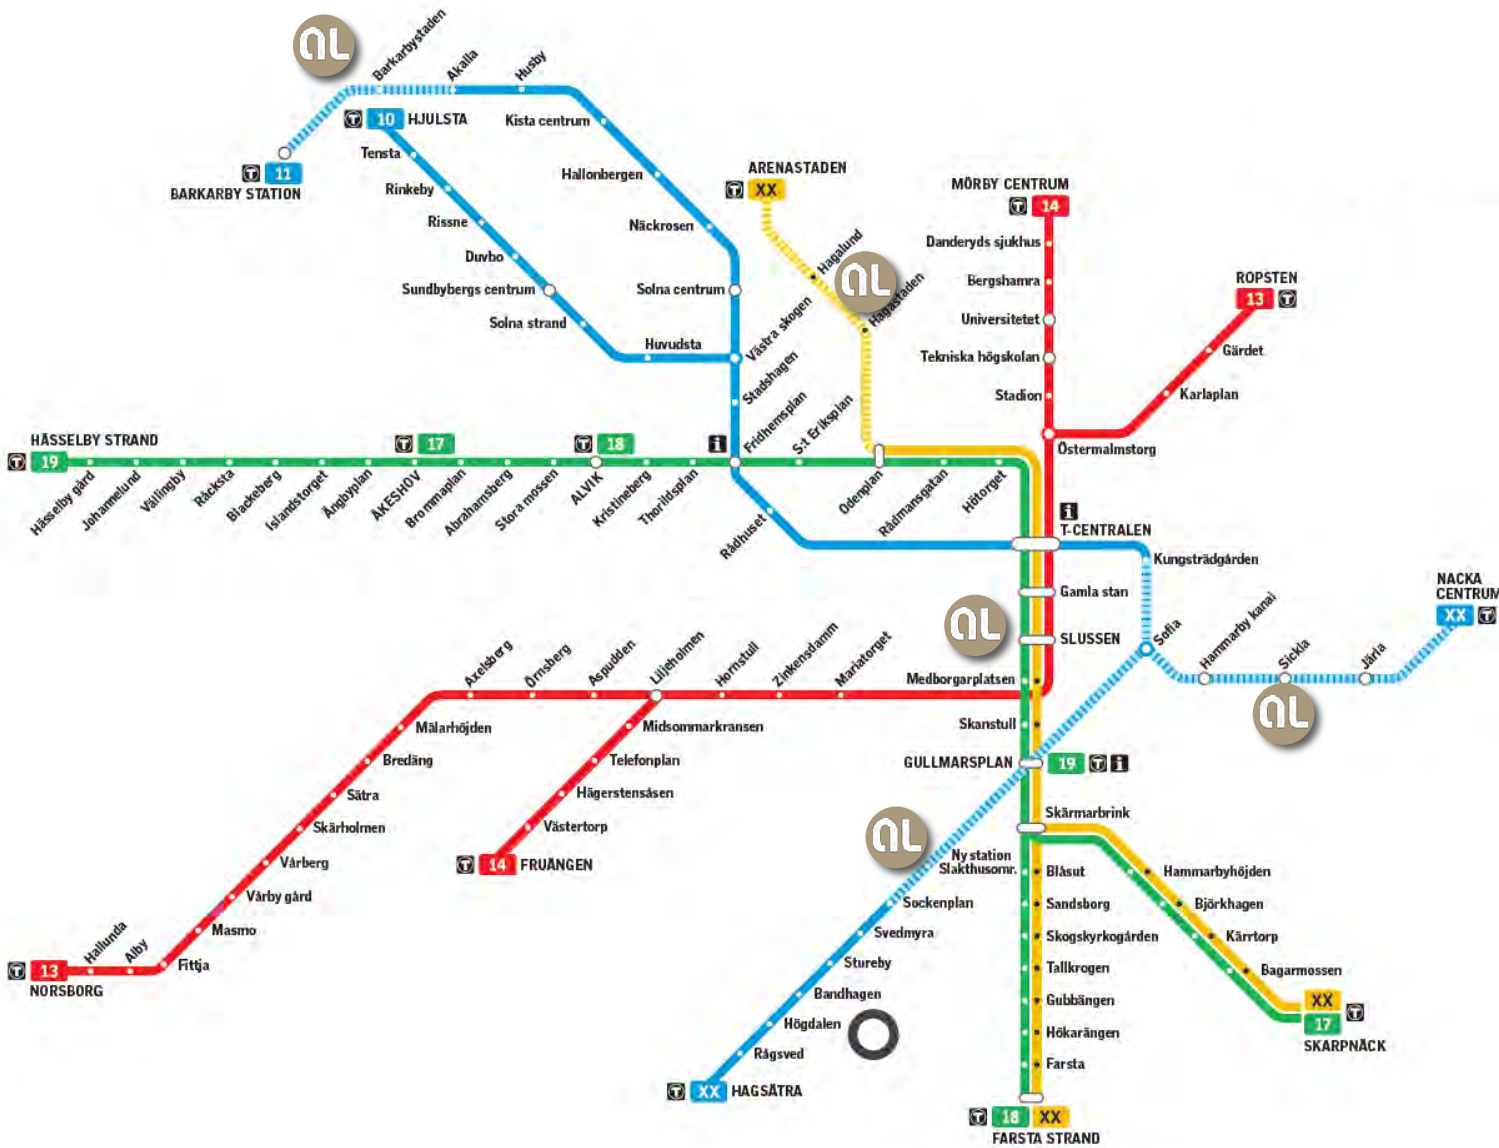 Barkarbystaden
Akalla
Husby
10 HJULSTA
Kista centrum
11
BARKARBY STATION
Tensta
Rinkeby
Rissne
Duvbo
Sundbybergs centrum
Solna strand
Huvudsta
Hallonbergen
Näckrosen
Solna centrum
Västra skogen
Stadshagen
Fridhemsplan
ARENASTADEN
XX
Hagalund
Hagastaden
MÖRBY CENTRUM
14
Danderyds sjukhus
Bergshamra
Universitetet
Tekniska högskolan
Stadion
Östermalmstorg
ROPSTEN
13
Gärdet
Karlaplan
HÄSSELBY STRAND
19
17
18
i
Hässelby gård
Johannelund
Vällingby
Råcksta
Blackeberg
Islandstorget
Ängbyplan
ÅKESHOV
Brommaplan
Abrahamsberg
Stora mossen
ALVIK
Kristineberg
Thorildsplan
S:t Eriksplan
Odenplan
Rådmansgatan
Hötorget
Rådhuset
i
T-CENTRALEN
Kungsträdgården
Gamla stan
SLUSSEN
Sofia
Hammarby kanal
Sickla
Järla
NACKA
CENTRUM
XX
Axelsberg
Örnsberg
Aspudden
Liljeholmen
Hornstull
Zinkensdamm
Mariatorget
Medborgarplatsen
Skanstull
GULLMARSPLAN
19
i
Skärmarbrink
Mälarhöjden
Bredäng
Sätra
Skärholmen
Vårberg
Vårby gård
Masmo
Fittja
Alby
Hallunda
13
NORSBORG
Midsommarkransen
Telefonplan
Hägerstensåsen
Västertorp
14 FRUÄNGEN
Ny station
Slakthusomr.
Sockenplan
Svedmyra
Stureby
Bandhagen
Högdalen
Rågsved
XX HAGSÄTRA
Blåsut
Sandsborg
Skogskyrkogården
Tallkrogen
Gubbängen
Hökarängen
Farsta
18 XX
FARSTA STRAND
Hammarbyhöjden
Björkhagen
Kärrtorp
Bagarmossen
XX
17
SKARPNÄCK